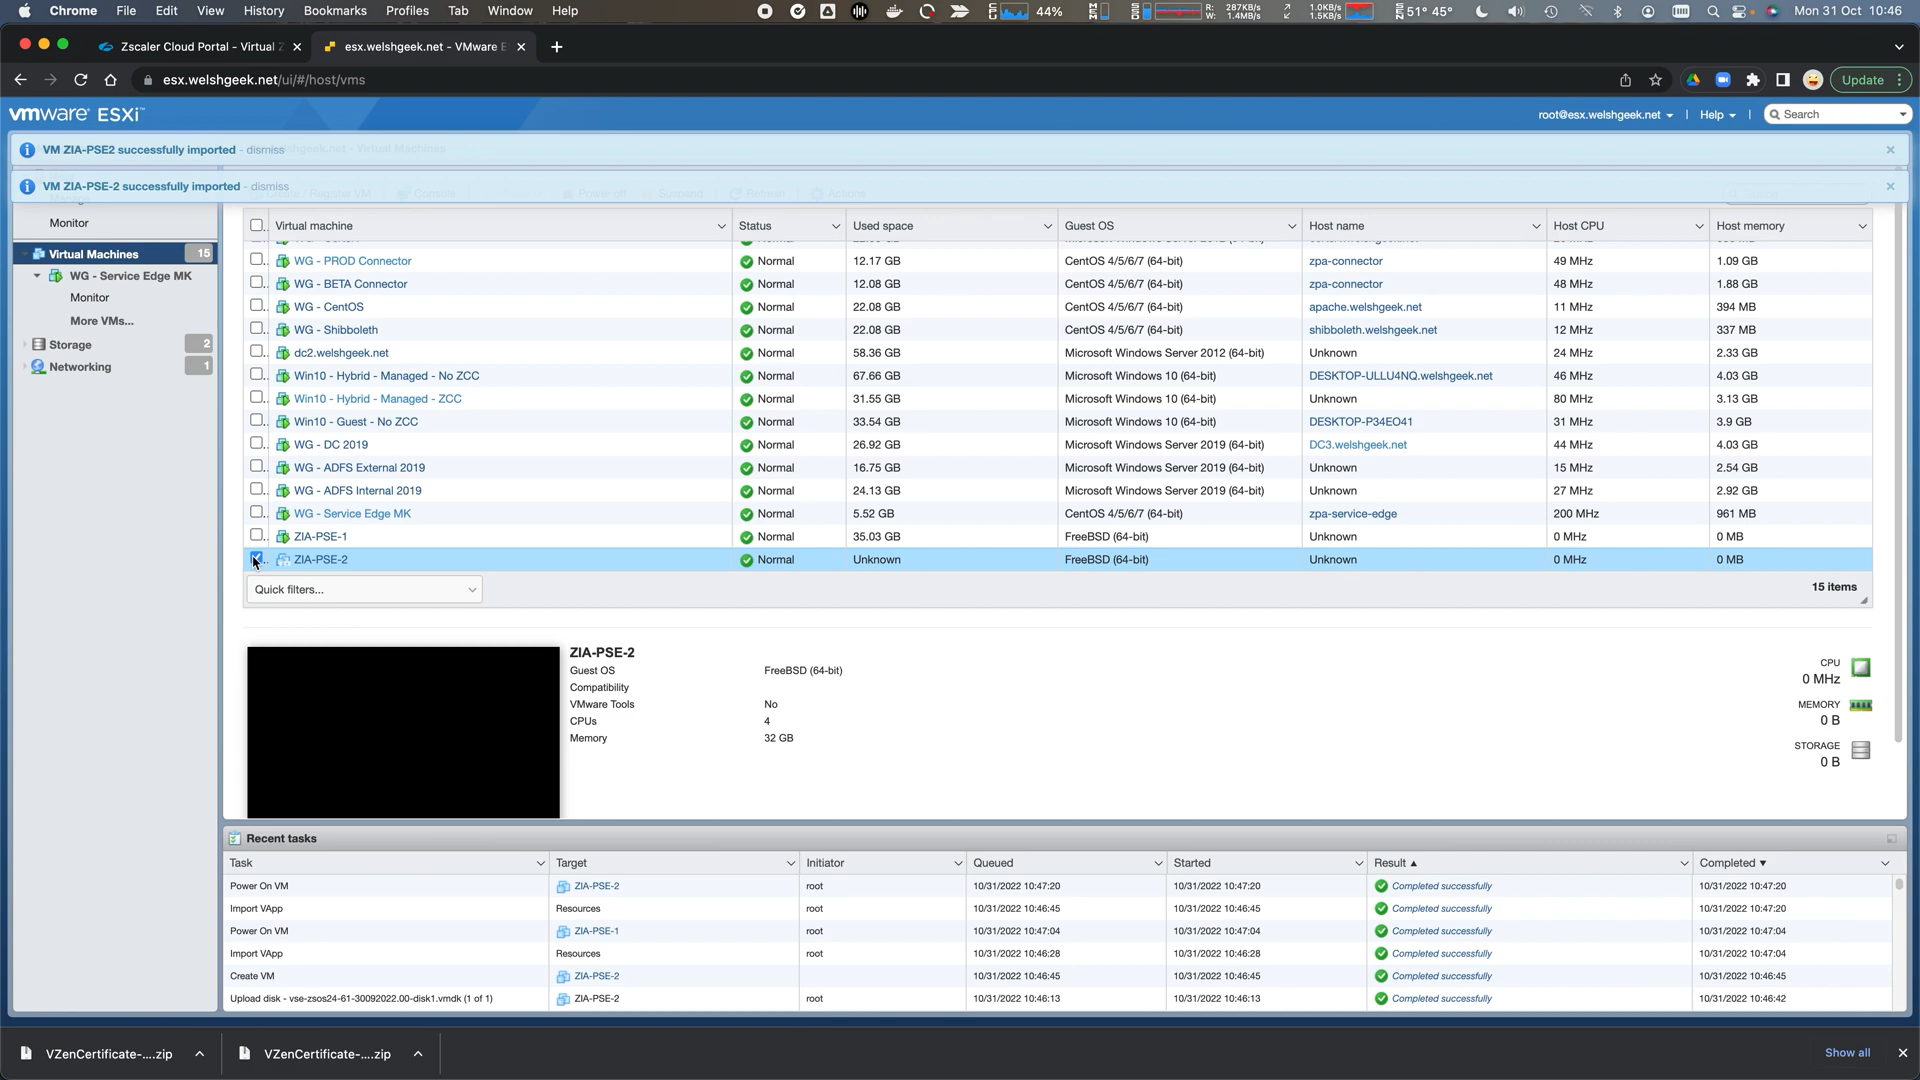 Chrome File Edit View History Bookmarks Profiles Tab Window Help 44% R: 287KB/s W: 1.4MB/s 1.0KB/s 1.5KB/s 51° 45° Mon 31 Oct 10:46
Zscaler Cloud Portal - Virtual Z
esx.welshgeek.net - VMware E
esx.welshgeek.net/ui/#/host/vms Update
vmware ESXi™ root@esx.welshgeek.net | Help | Search
VM ZIA-PSE2 successfully imported - dismiss
VM ZIA-PSE-2 successfully imported - dismiss
Monitor
Virtual Machines 15
WG - Service Edge MK
Monitor
More VMs...
Storage 2
Networking 1
Virtual machine Status Used space Guest OS Host name Host CPU Host memory
WG - PROD Connector Normal 12.17 GB CentOS 4/5/6/7 (64-bit) zpa-connector 49 MHz 1.09 GB
WG - BETA Connector Normal 12.08 GB CentOS 4/5/6/7 (64-bit) zpa-connector 48 MHz 1.88 GB
WG - CentOS Normal 22.08 GB CentOS 4/5/6/7 (64-bit) apache.welshgeek.net 11 MHz 394 MB
WG - Shibboleth Normal 22.08 GB CentOS 4/5/6/7 (64-bit) shibboleth.welshgeek.net 12 MHz 337 MB
dc2.welshgeek.net Normal 58.36 GB Microsoft Windows Server 2012 (64-bit) Unknown 24 MHz 2.33 GB
Win10 - Hybrid - Managed - No ZCC Normal 67.66 GB Microsoft Windows 10 (64-bit) DESKTOP-ULLU4NQ.welshgeek.net 46 MHz 4.03 GB
Win10 - Hybrid - Managed - ZCC Normal 31.55 GB Microsoft Windows 10 (64-bit) Unknown 80 MHz 3.13 GB
Win10 - Guest - No ZCC Normal 33.54 GB Microsoft Windows 10 (64-bit) DESKTOP-P34EO41 31 MHz 3.9 GB
WG - DC 2019 Normal 26.92 GB Microsoft Windows Server 2019 (64-bit) DC3.welshgeek.net 44 MHz 4.03 GB
WG - ADFS External 2019 Normal 16.75 GB Microsoft Windows Server 2019 (64-bit) Unknown 15 MHz 2.54 GB
WG - ADFS Internal 2019 Normal 24.13 GB Microsoft Windows Server 2019 (64-bit) Unknown 27 MHz 2.92 GB
WG - Service Edge MK Normal 5.52 GB CentOS 4/5/6/7 (64-bit) zpa-service-edge 200 MHz 961 MB
ZIA-PSE-1 Normal 35.03 GB FreeBSD (64-bit) Unknown 0 MHz 0 MB
ZIA-PSE-2 Normal Unknown FreeBSD (64-bit) Unknown 0 MHz 0 MB
Quick filters... 15 items
ZIA-PSE-2
Guest OS FreeBSD (64-bit)
Compatibility
VMware Tools No
CPUs 4
Memory 32 GB
CPU
0 MHz
MEMORY
0 B
STORAGE
0 B
Recent tasks
Task Target Initiator Queued Started Result ▲ Completed ▼
Power On VM ZIA-PSE-2 root 10/31/2022 10:47:20 10/31/2022 10:47:20 Completed successfully 10/31/2022 10:47:20
Import VApp Resources root 10/31/2022 10:46:45 10/31/2022 10:46:45 Completed successfully 10/31/2022 10:47:20
Power On VM ZIA-PSE-1 root 10/31/2022 10:47:04 10/31/2022 10:47:04 Completed successfully 10/31/2022 10:47:04
Import VApp Resources root 10/31/2022 10:46:28 10/31/2022 10:46:28 Completed successfully 10/31/2022 10:47:04
Create VM ZIA-PSE-2 10/31/2022 10:46:45 10/31/2022 10:46:45 Completed successfully 10/31/2022 10:46:45
Upload disk - vse-zsos24-61-30092022.00-disk1.vmdk (1 of 1) ZIA-PSE-2 root 10/31/2022 10:46:13 10/31/2022 10:46:13 Completed successfully 10/31/2022 10:46:42
VZenCertificate-....zip VZenCertificate-....zip Show all